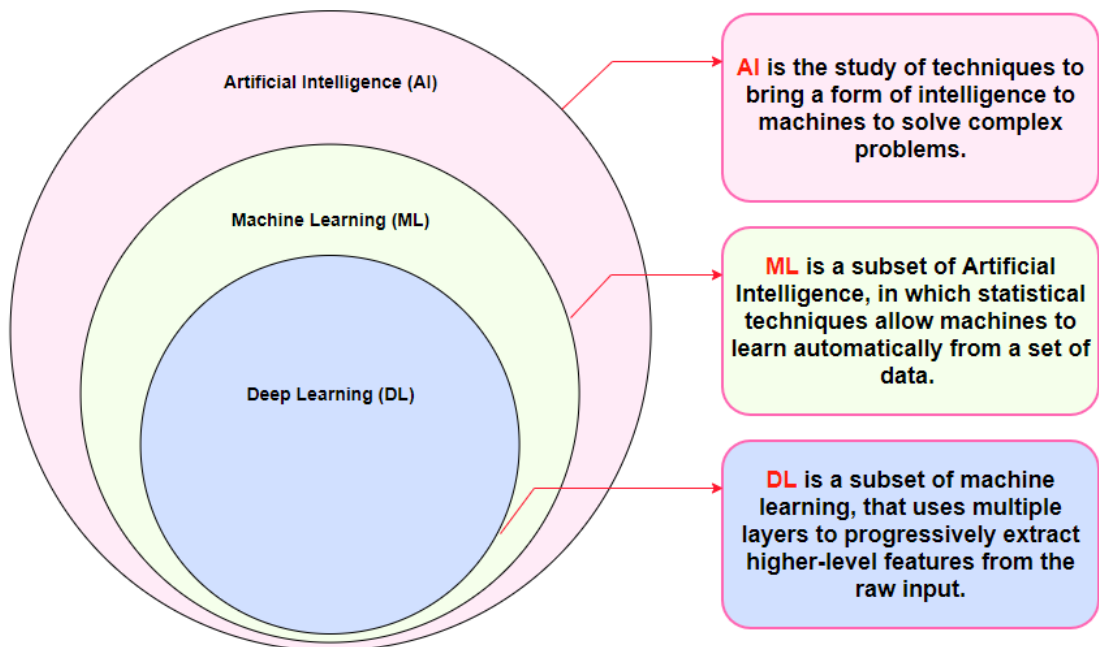 Artificial Intelligence (AI)
AI is the study of techniques to
bring a form of intelligence to
machines to solve complex
problems.
Machine Learning (ML)
ML is a subset of Artificial
Intelligence, in which statistical
techniques allow machines to
learn automatically from a set of
data.
Deep Learning (DL)
DL is a subset of machine
learning, that uses multiple
layers to progressively extract
higher-level features from the
raw input.